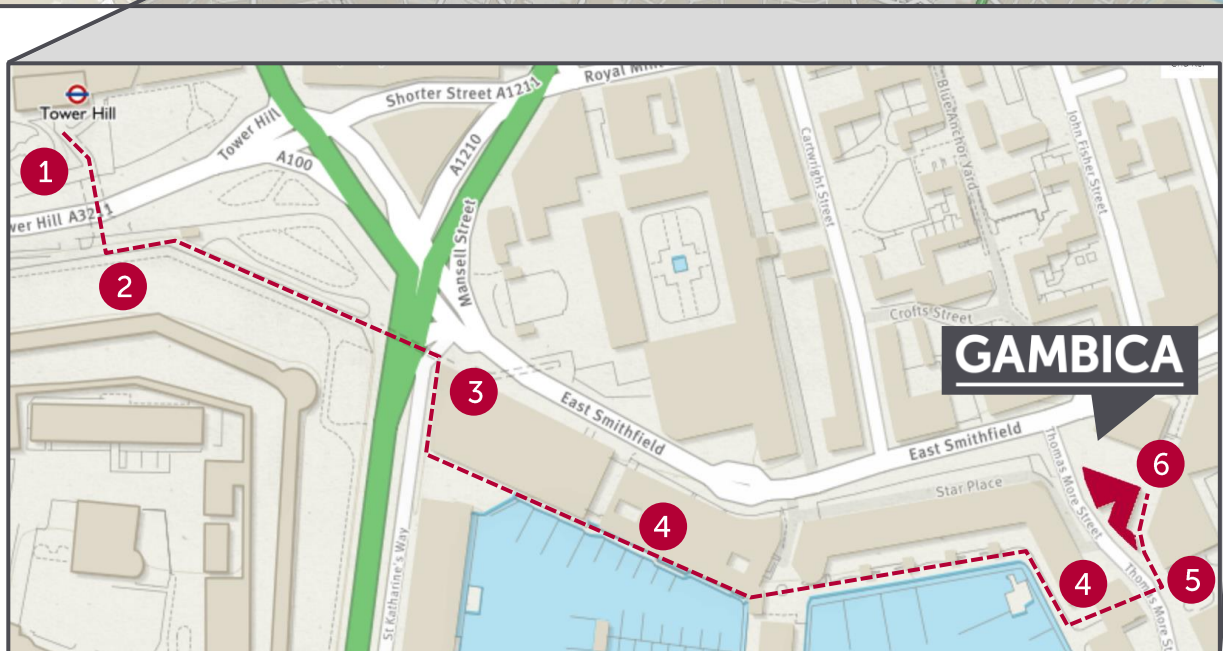 Royal Mint
Shorter Street A1211
Tower Hill
Tower Hill
A100
A1210
1
wer Hill A3211
2
Mansell Street
Cartwright Street
Blue Anchor Yard
John Fisher Street
Crofts Street
GAMBICA
3
East Smithfield
East Smithfield
Thomas More Street
6
Star Place
4
St Katharine's Way
4
5
Thomas More St